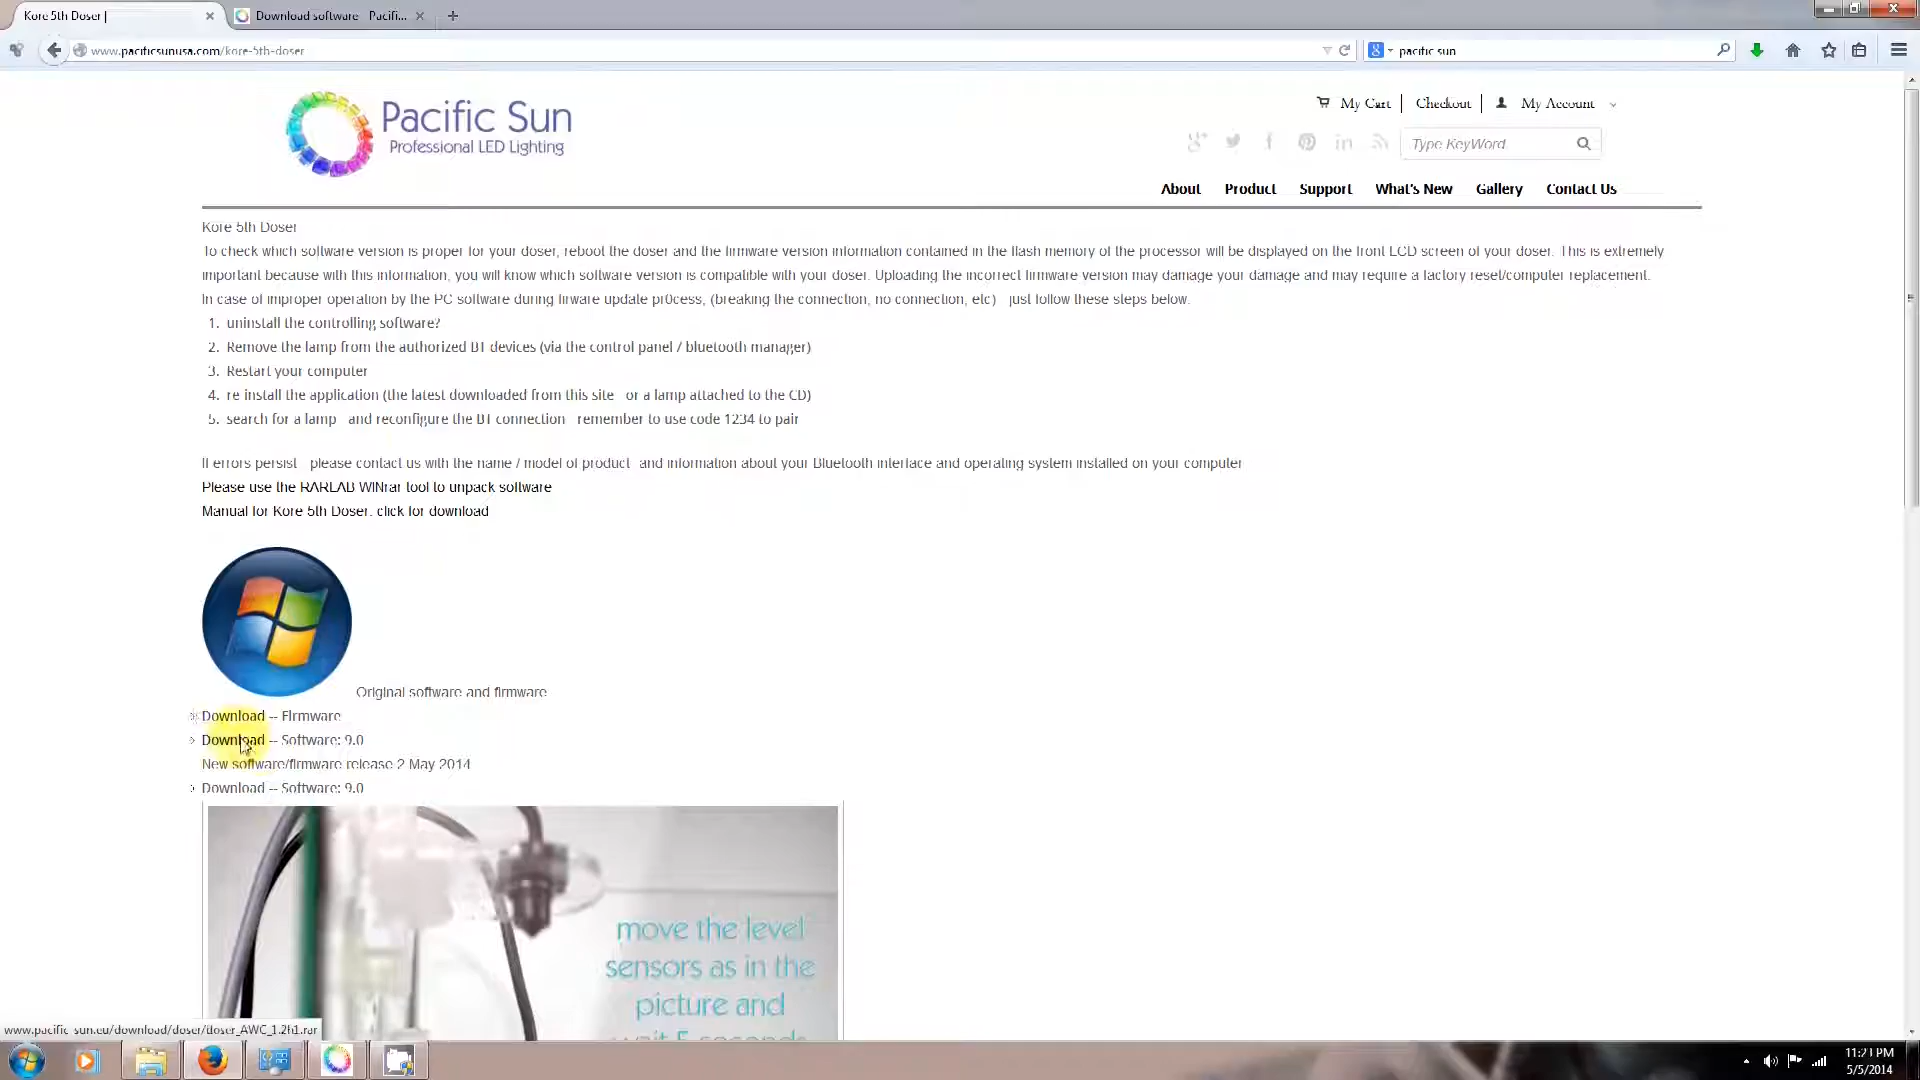 Kore 5th Doser |
Download software - Pacifi...
www.pacificsunusa.com/kore-5th-doser
pacific sun
Pacific Sun
Professional LED Lighting
My Cart
Checkout
My Account
Type KeyWord
About
Product
Support
What's New
Gallery
Contact Us
Kore 5th Doser
To check which software version is proper for your doser, reboot the doser and the firmware version information contained in the flash memory of the processor will be displayed on the front LCD screen of your doser. This is extremely
important because with this information, you will know which software version is compatible with your doser. Uploading the incorrect firmware version may damage your damage and may require a factory reset/computer replacement.
In case of improper operation by the PC software during firware update pr0cess, (breaking the connection, no connection, etc) just follow these steps below.
1. uninstall the controlling software?
2. Remove the lamp from the authorized BT devices (via the control panel / bluetooth manager)
3. Restart your computer
4. re install the application (the latest downloaded from this site or a lamp attached to the CD)
5. search for a lamp and reconfigure the BT connection remember to use code 1234 to pair
If errors persist please contact us with the name / model of product and information about your Bluetooth interface and operating system installed on your computer
Please use the RARLAB WINrar tool to unpack software
Manual for Kore 5th Doser. click for download
Original software and firmware
Download -- Firmware
Download -- Software: 9.0
New software/firmware release 2 May 2014
Download -- Software: 9.0
move the level
sensors as in the
picture and
wait 5 seconds
www.pacific-sun.eu/download/doser/doser_AWC_1.2h1.rar
11:21 PM
5/5/2014